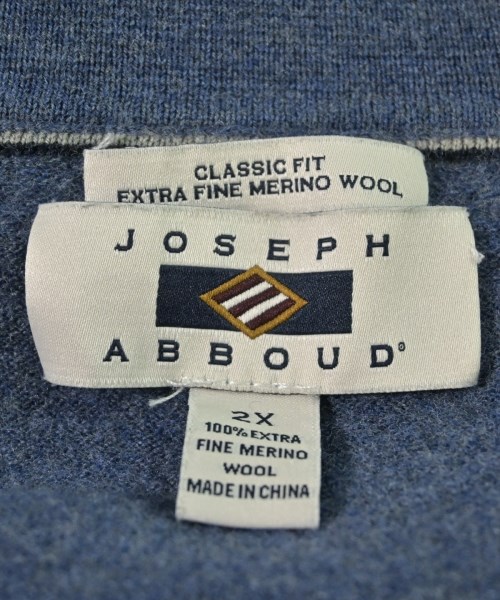 CLASSIC FIT
EXTRA FINE MERINO WOOL
JOSEPH
ABBOUD®
2X
100% EXTRA
FINE MERINO
WOOL
MADE IN CHINA